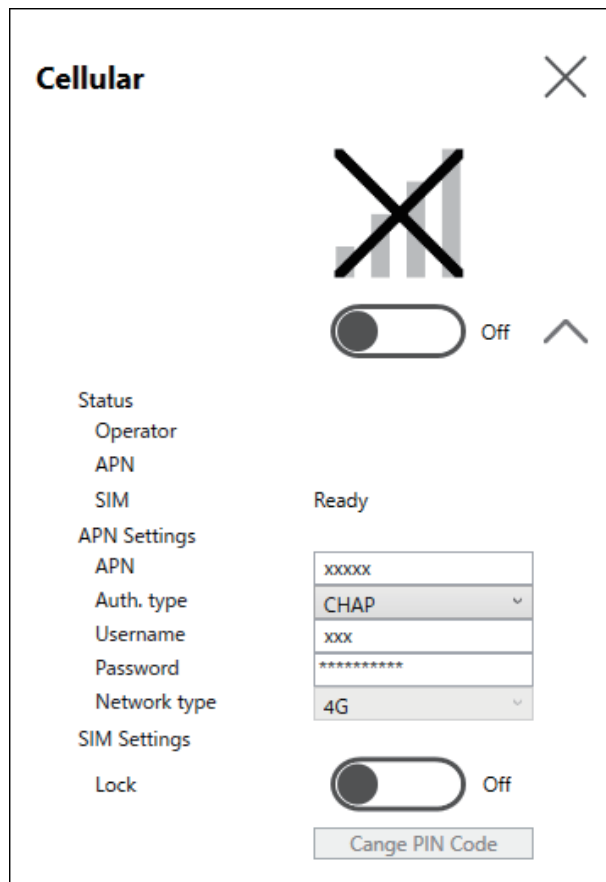 Cellular
Off
Status
Operator
APN
SIM Ready
APN Settings
APN xxxxx
Auth. type CHAP
Username xxx
Password **********
Network type 4G
SIM Settings
Lock Off
Cange PIN Code